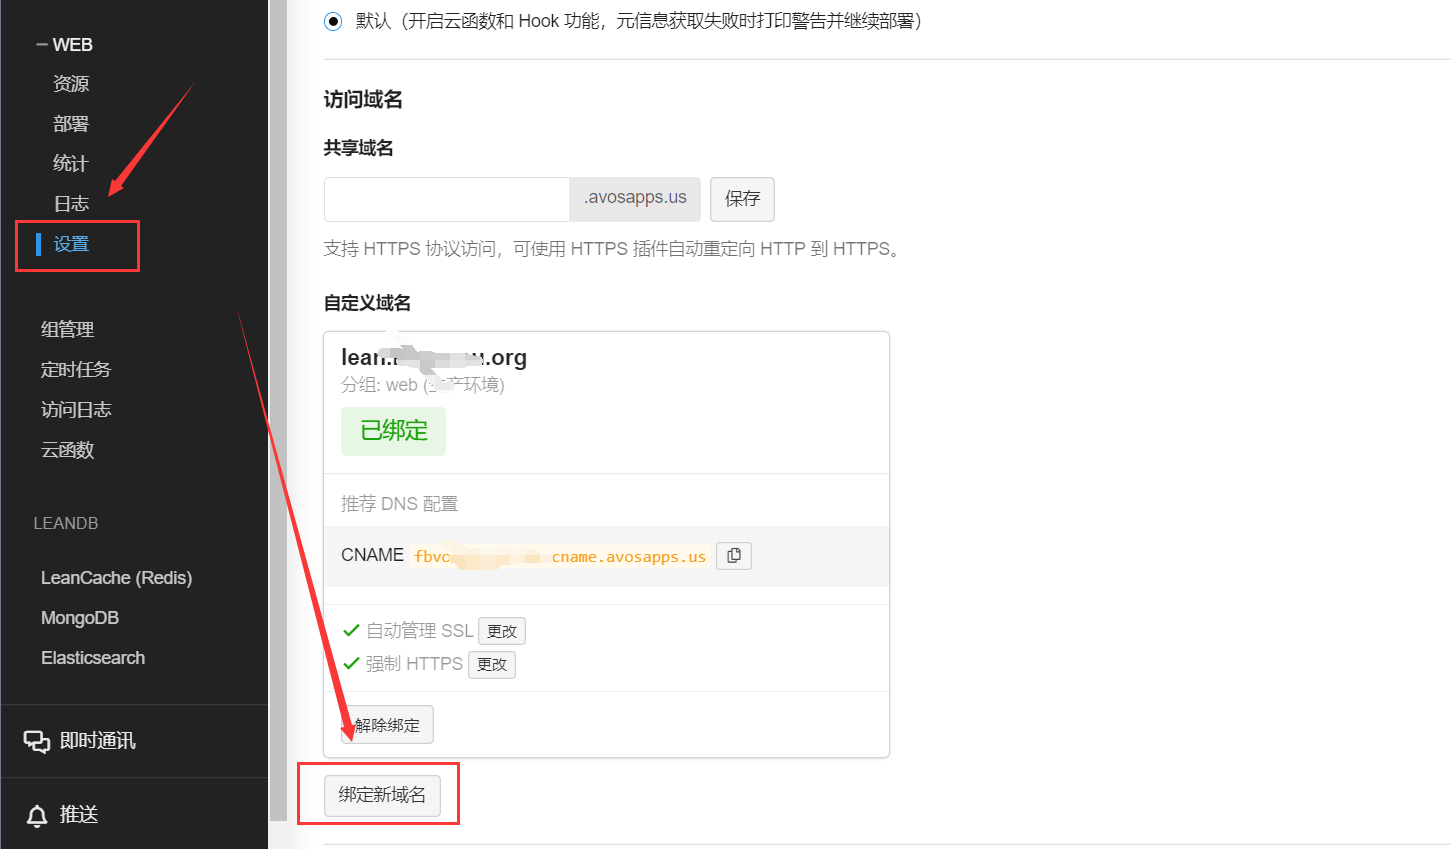 WEB
资源
部署
统计
日志
设置
组管理
定时任务
访问日志
云函数
LEANDB
LeanCache (Redis)
MongoDB
Elasticsearch
即时通讯
推送
默认（开启云函数和 Hook 功能，元信息获取失败时打印警告并继续部署）
访问域名
共享域名
.avosapps.us 保存
支持 HTTPS 协议访问，可使用 HTTPS 插件自动重定向 HTTP 到 HTTPS。
自定义域名
lean. .org
分组: web (生产环境)
已绑定
推荐 DNS 配置
CNAME fbvc cname.avosapps.us
自动管理 SSL 更改
强制 HTTPS 更改
解除绑定
绑定新域名